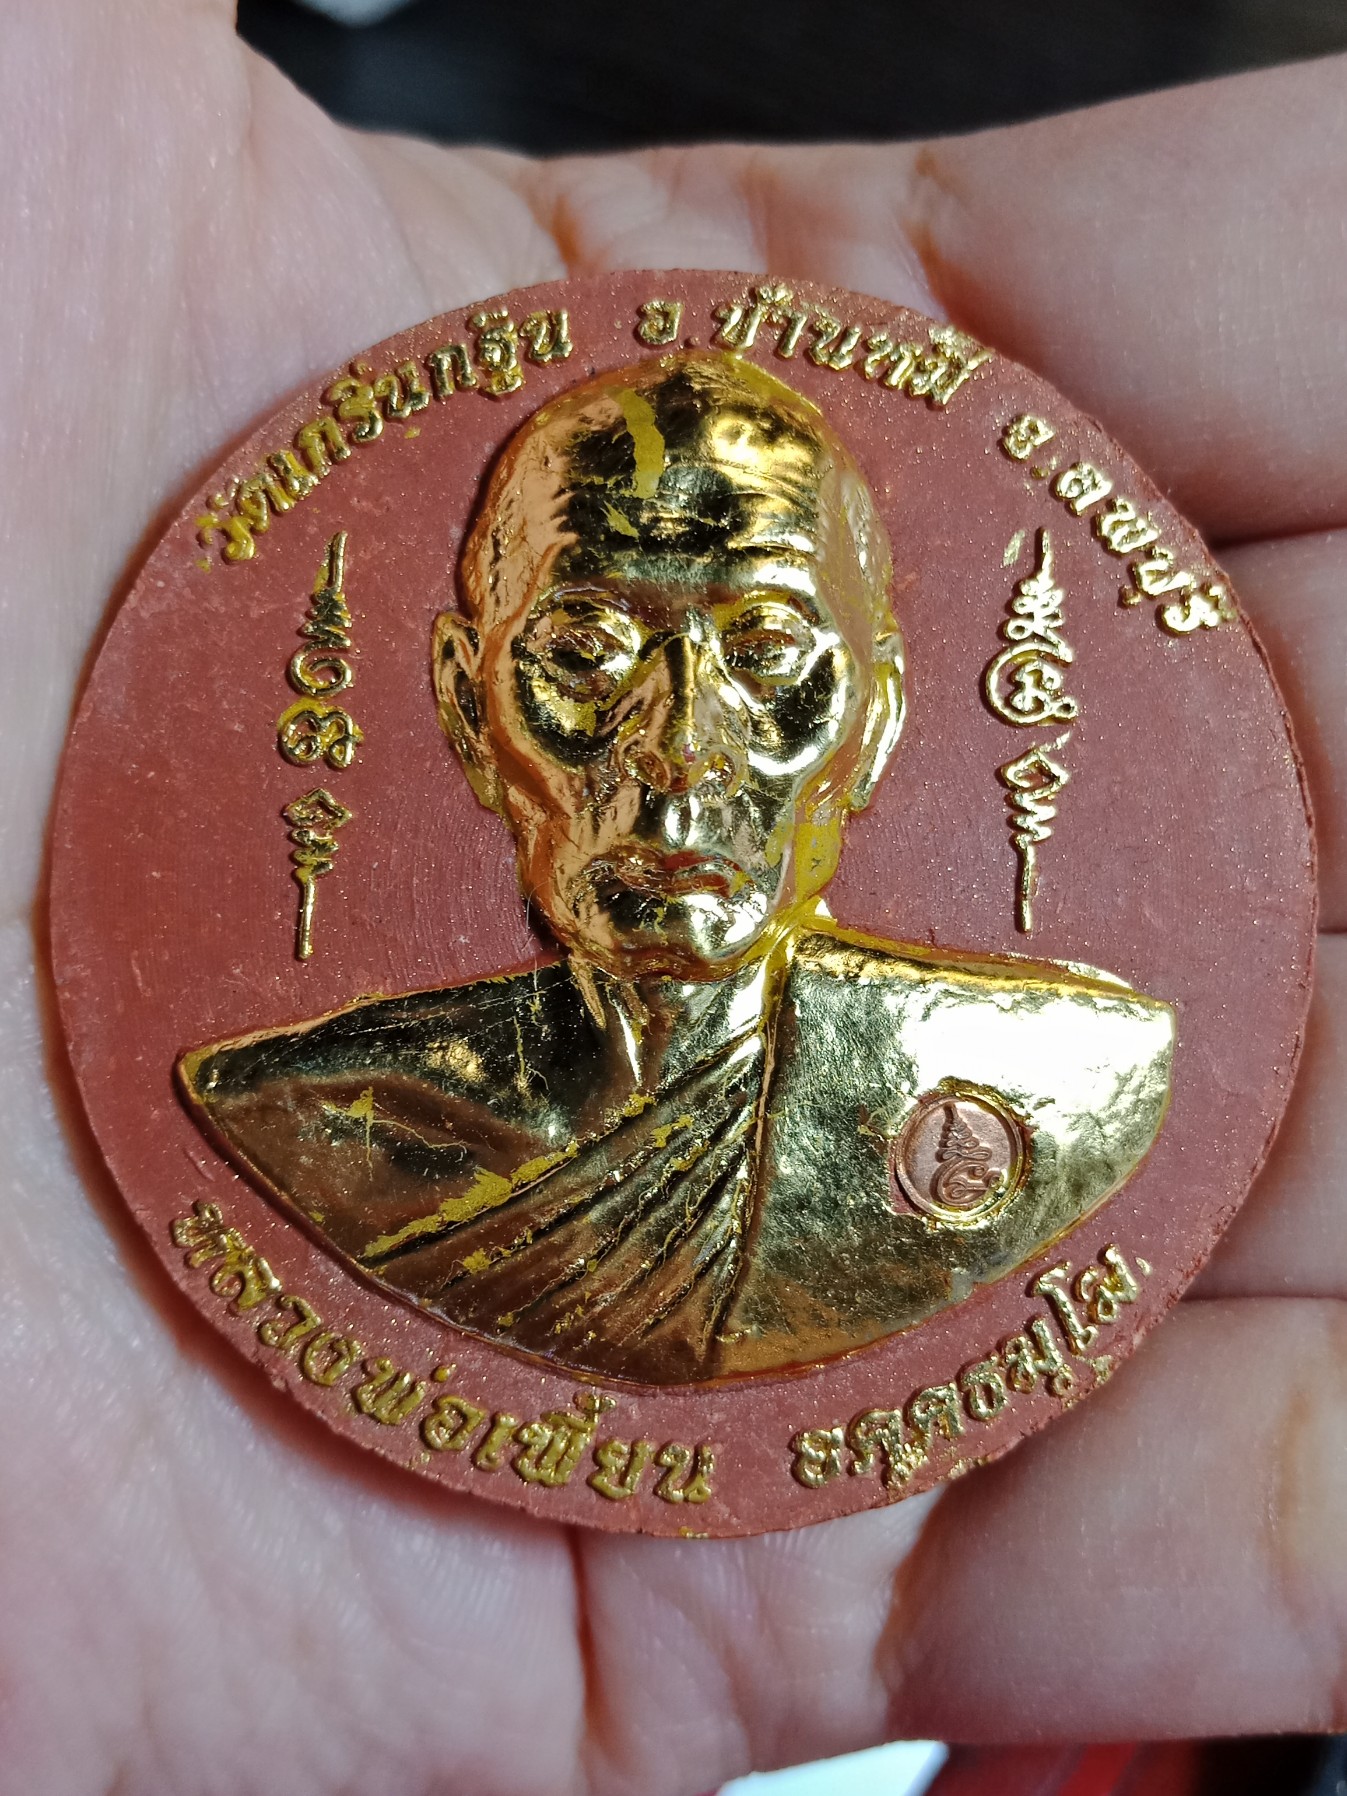 วัดเกริ่นกฐิน อ.บ้านหมี่ จ.ลพบุรี
หลวงพ่อเพี้ยน อคฺคธมฺโม.